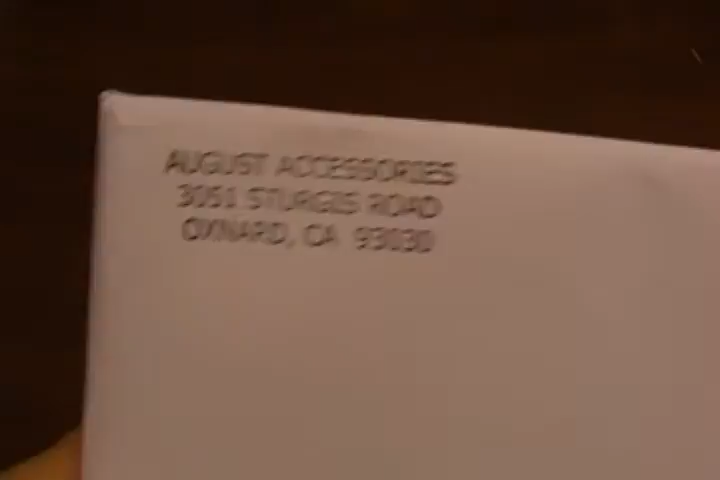 AUGUST ACCESSORIES
3051 STURGIS ROAD
OXNARD, CA 93030